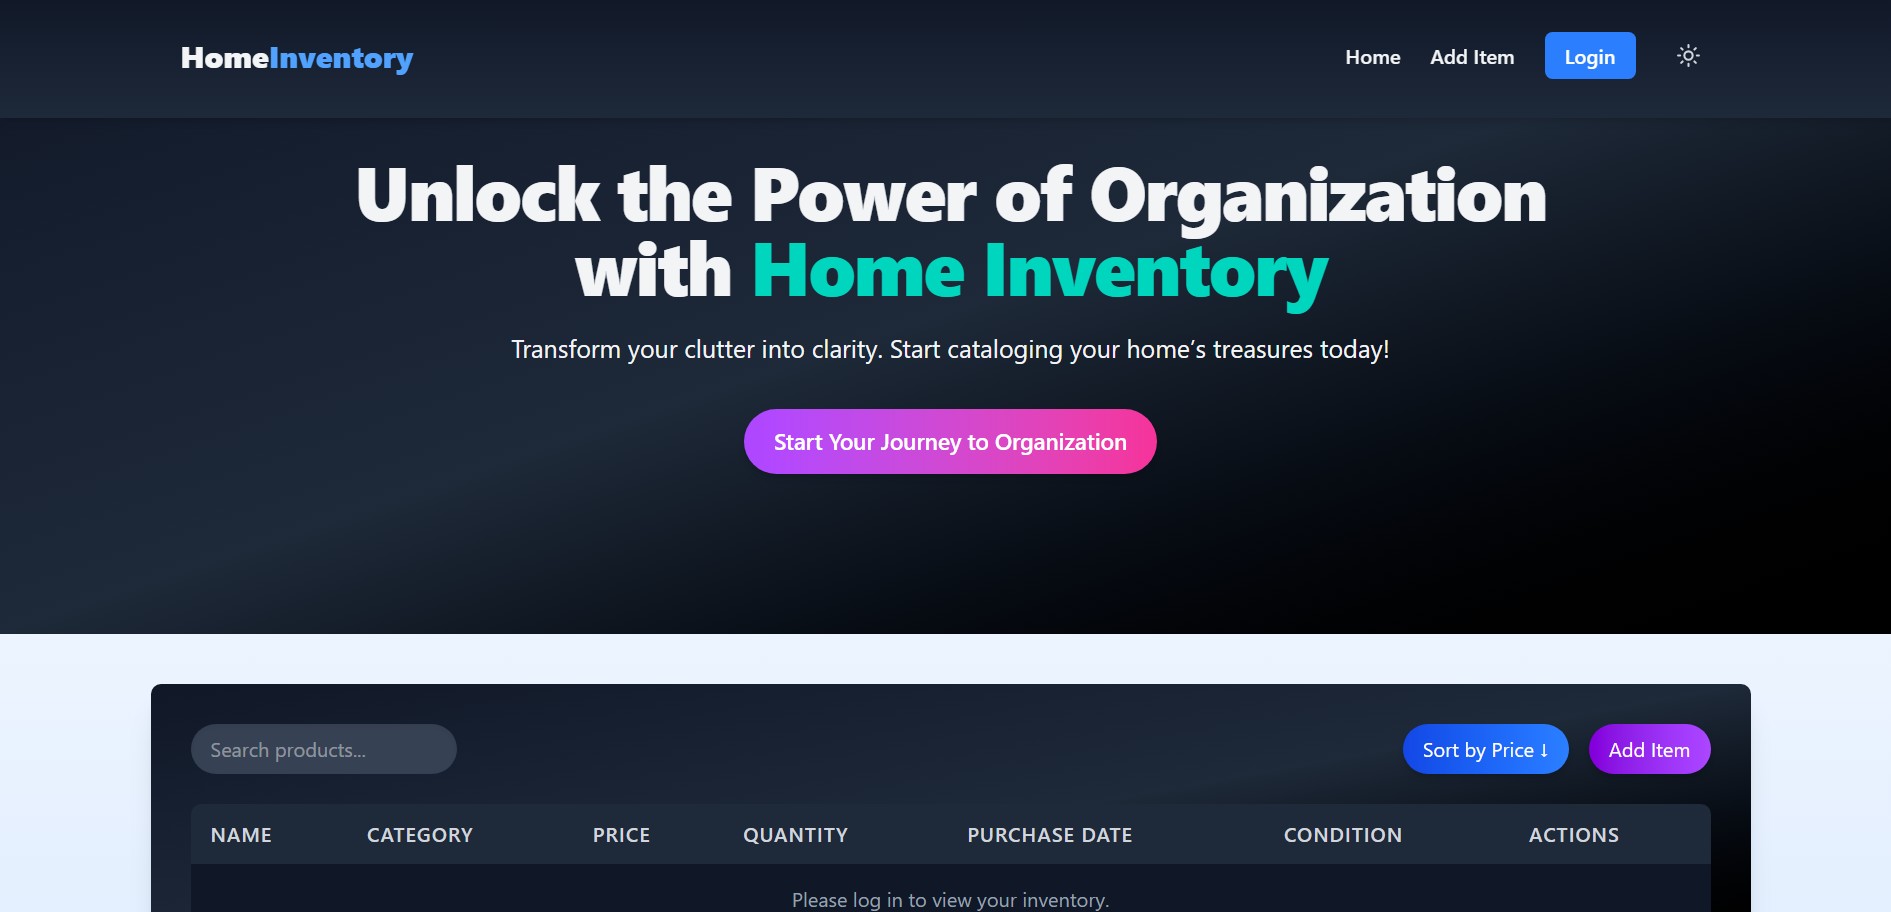 HomeInventory
Home
Add Item
Login
Unlock the Power of Organization
with Home Inventory
Transform your clutter into clarity. Start cataloging your home’s treasures today!
Start Your Journey to Organization
Search products...
Sort by Price ↓
Add Item
NAME CATEGORY PRICE QUANTITY PURCHASE DATE CONDITION ACTIONS
Please log in to view your inventory.